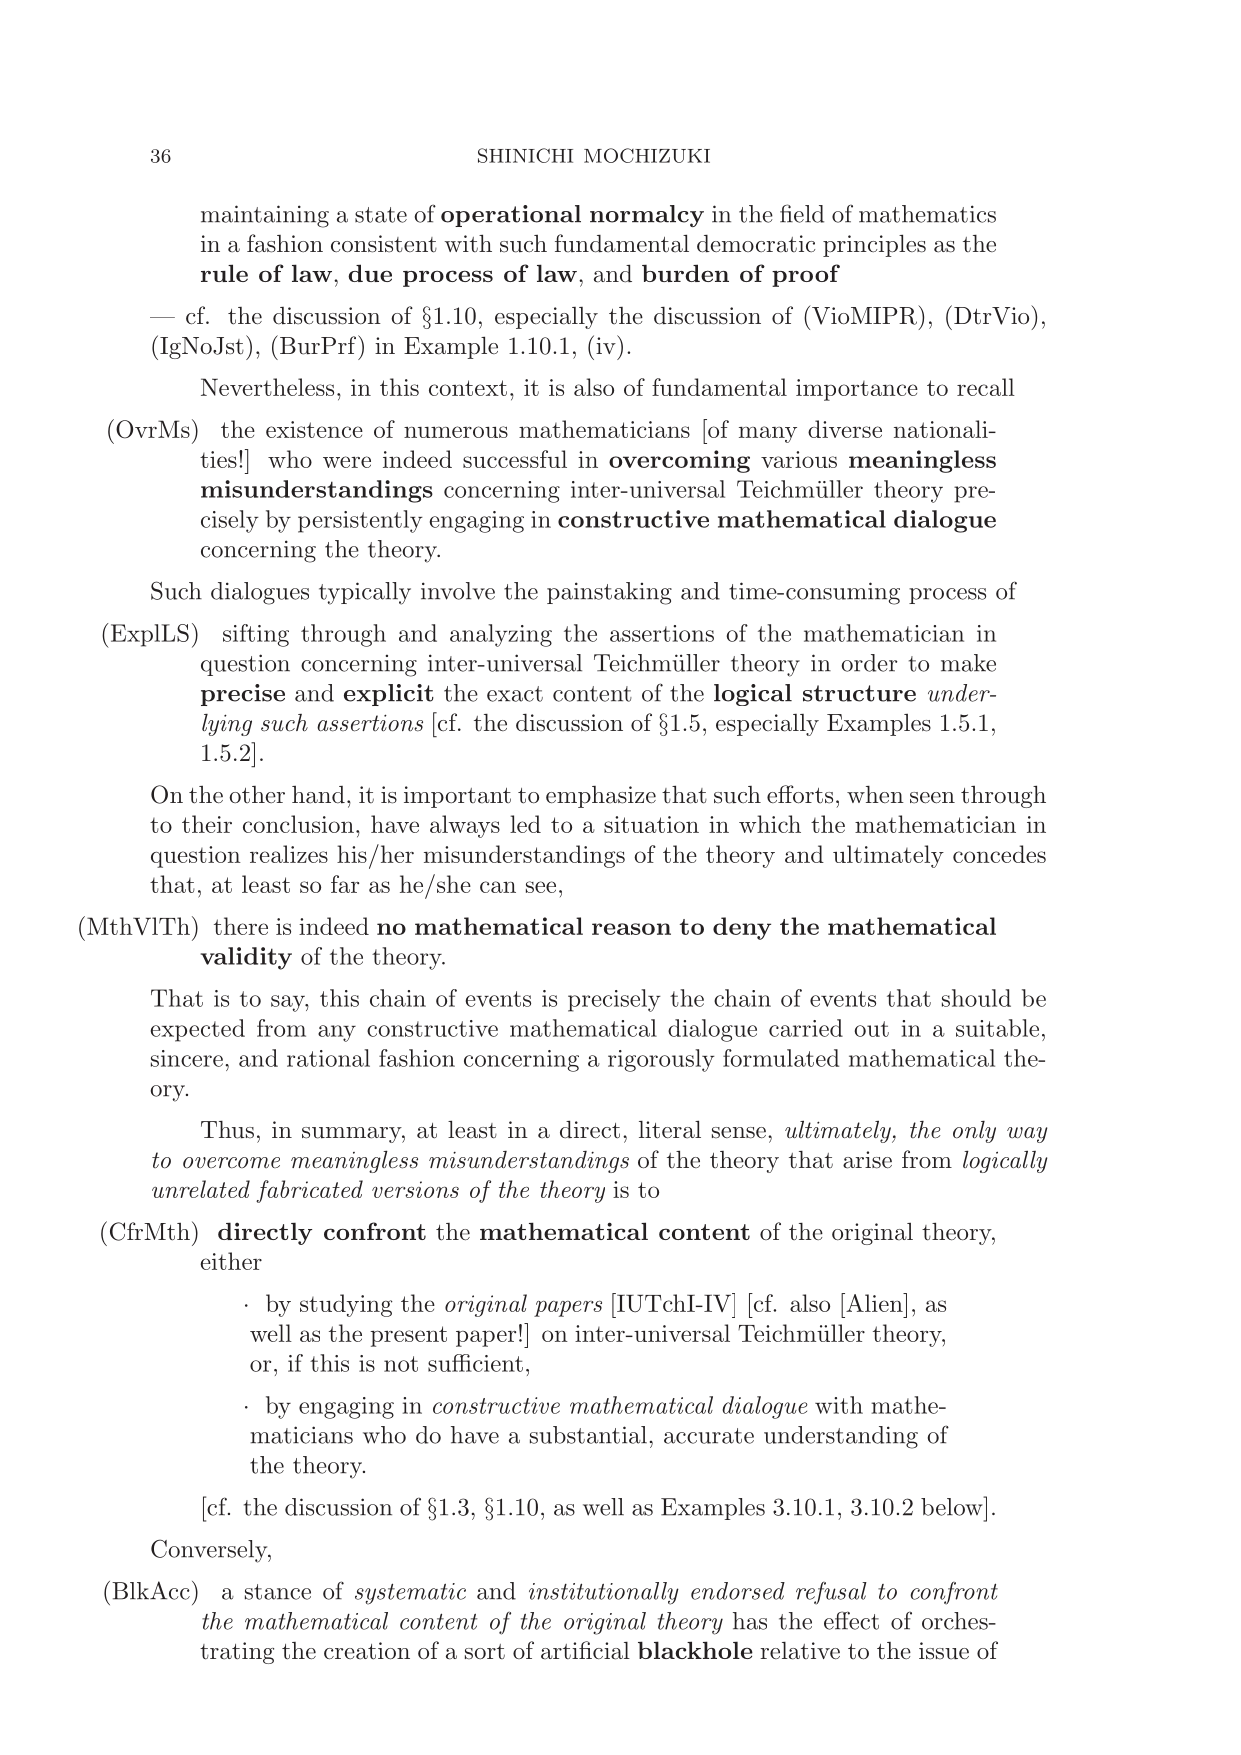 36 SHINICHI MOCHIZUKI
maintaining a state of operational normalcy in the field of mathematics
in a fashion consistent with such fundamental democratic principles as the
rule of law, due process of law, and burden of proof
— cf. the discussion of §1.10, especially the discussion of (VioMIPR), (DtrVio),
(IgNoJst), (BurPrf) in Example 1.10.1, (iv).
Nevertheless, in this context, it is also of fundamental importance to recall
(OvrMs) the existence of numerous mathematicians [of many diverse nationali-
ties!] who were indeed successful in overcoming various meaningless
misunderstandings concerning inter-universal Teichmüller theory pre-
cisely by persistently engaging in constructive mathematical dialogue
concerning the theory.
Such dialogues typically involve the painstaking and time-consuming process of
(ExplLS) sifting through and analyzing the assertions of the mathematician in
question concerning inter-universal Teichmüller theory in order to make
precise and explicit the exact content of the logical structure under-
lying such assertions [cf. the discussion of §1.5, especially Examples 1.5.1,
1.5.2].
On the other hand, it is important to emphasize that such efforts, when seen through
to their conclusion, have always led to a situation in which the mathematician in
question realizes his/her misunderstandings of the theory and ultimately concedes
that, at least so far as he/she can see,
(MthVlTh) there is indeed no mathematical reason to deny the mathematical
validity of the theory.
That is to say, this chain of events is precisely the chain of events that should be
expected from any constructive mathematical dialogue carried out in a suitable,
sincere, and rational fashion concerning a rigorously formulated mathematical the-
ory.
Thus, in summary, at least in a direct, literal sense, ultimately, the only way
to overcome meaningless misunderstandings of the theory that arise from logically
unrelated fabricated versions of the theory is to
(CfrMth) directly confront the mathematical content of the original theory,
either
· by studying the original papers [IUTchI-IV] [cf. also [Alien], as
well as the present paper!] on inter-universal Teichmüller theory,
or, if this is not sufficient,
· by engaging in constructive mathematical dialogue with mathe-
maticians who do have a substantial, accurate understanding of
the theory.
[cf. the discussion of §1.3, §1.10, as well as Examples 3.10.1, 3.10.2 below].
Conversely,
(BlkAcc) a stance of systematic and institutionally endorsed refusal to confront
the mathematical content of the original theory has the effect of orches-
trating the creation of a sort of artificial blackhole relative to the issue of